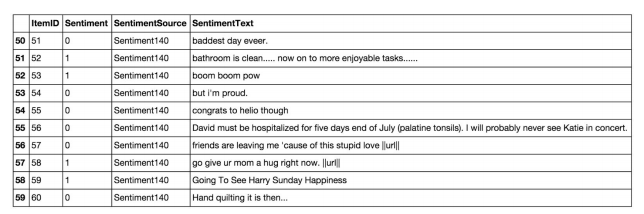 ItemID Sentiment SentimentSource SentimentText
50 51 0 Sentiment140 baddest day eveer.
51 52 1 Sentiment140 bathroom is clean..... now on to more enjoyable tasks......
52 53 1 Sentiment140 boom boom pow
53 54 0 Sentiment140 but i'm proud.
54 55 0 Sentiment140 congrats to helio though
55 56 0 Sentiment140 David must be hospitalized for five days end of July (palatine tonsils). I will probably never see Katie in concert.
56 57 0 Sentiment140 friends are leaving me 'cause of this stupid love ||url||
57 58 1 Sentiment140 go give ur mom a hug right now. ||url||
58 59 1 Sentiment140 Going To See Harry Sunday Happiness
59 60 0 Sentiment140 Hand quilting it is then...